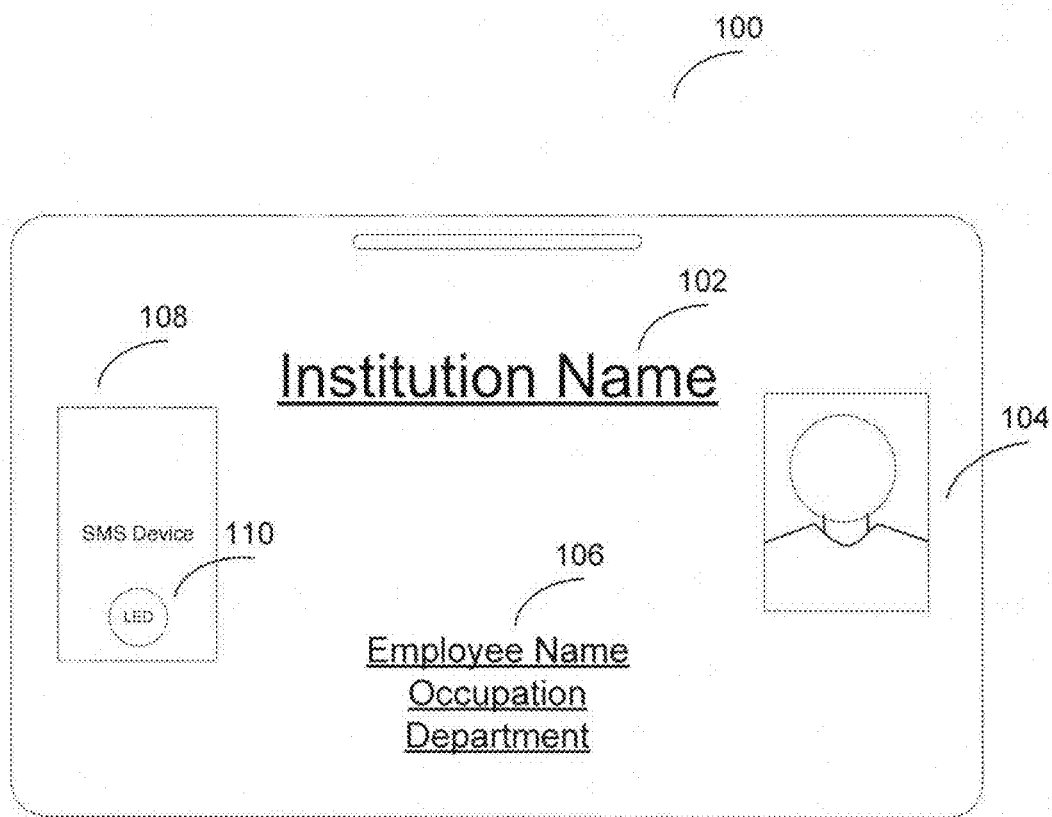 100
102
Institution Name
108
104
SMS Device
110
LED
106
Employee Name
Occupation
Department